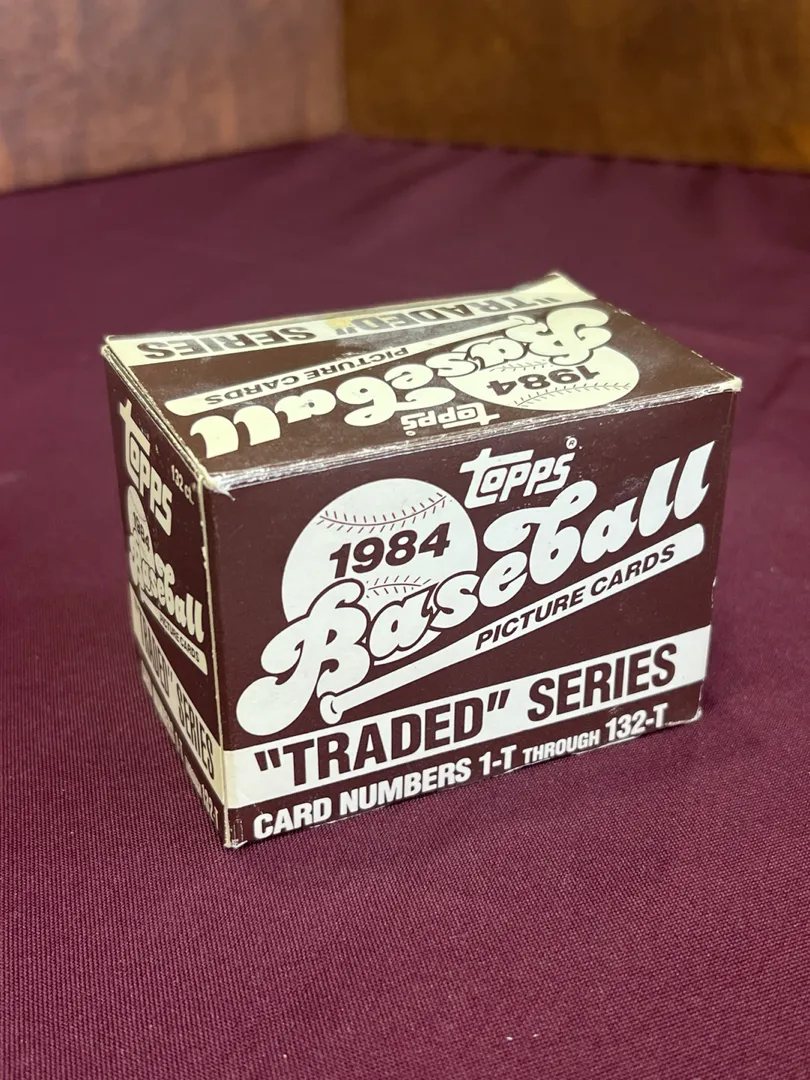 "TRADED" SERIES
PICTURE CARDS
Baseball
1984
TOPPS
TOPPS®
1984
Baseball
PICTURE CARDS
"TRADED" SERIES
CARD NUMBERS 1-T THROUGH 132-T
TOPPS
132 ct.
1984
Baseball
PICTURE CARDS
"TRADED" SERIES